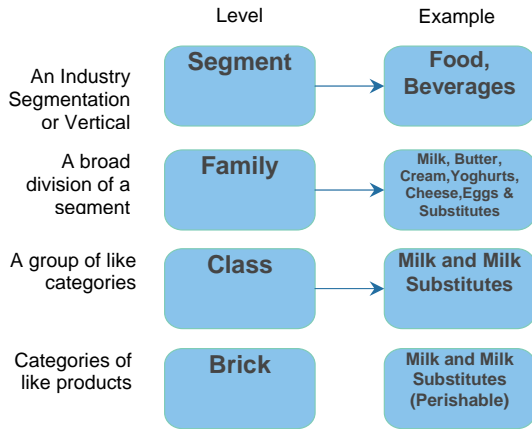 Level
Example
An Industry
Segmentation
or Vertical
Segment
Food,
Beverages
A broad
division of a
segment
Family
Milk, Butter,
Cream,Yoghurts,
Cheese,Eggs &
Substitutes
A group of like
categories
Class
Milk and Milk
Substitutes
Categories of
like products
Brick
Milk and Milk
Substitutes
(Perishable)